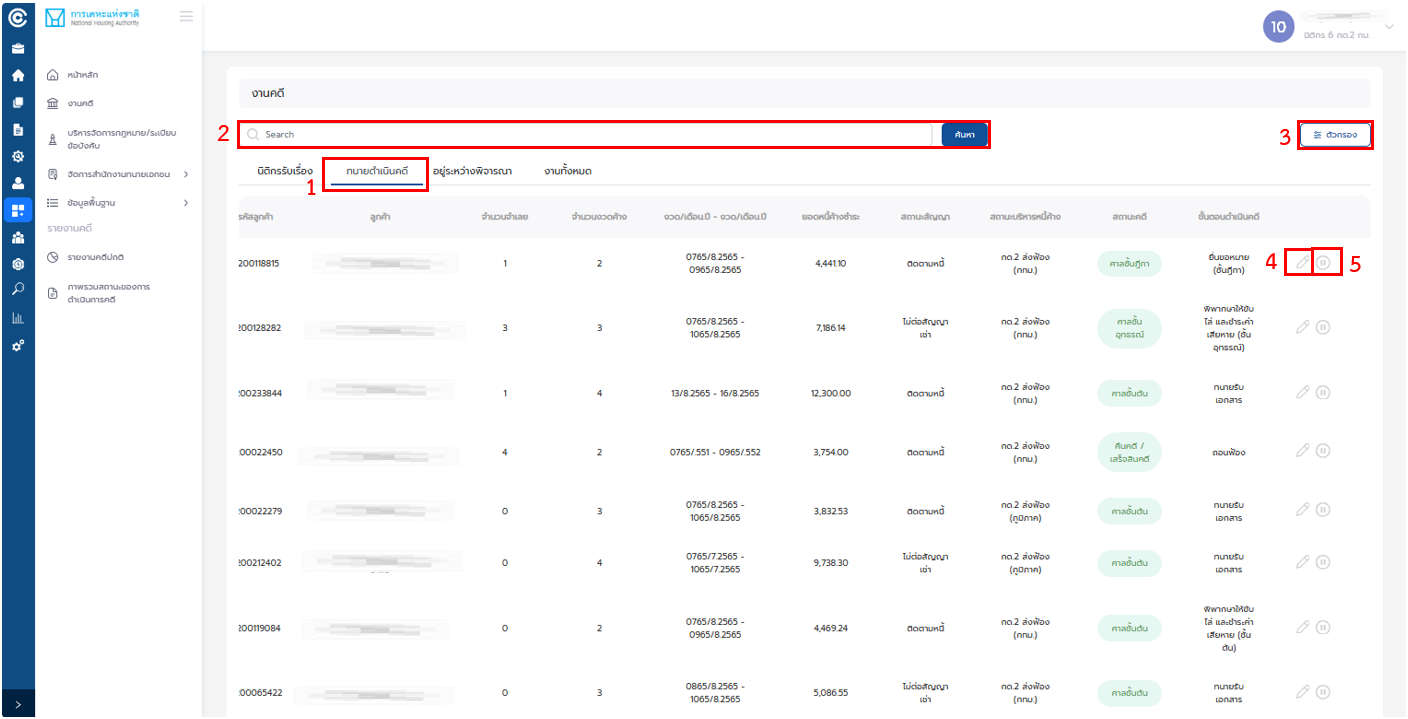 การเคหะแห่งชาติ
National Housing Authority
10
นิติกร 6 กด.2 กม.
หน้าหลัก
งานคดี
บริหารจัดการกฎหมาย/ระเบียบ
ข้อบังคับ
จัดการสำนักงานทนายเอกชน
ข้อมูลพื้นฐาน
รายงานคดี
รายงานคดีปกติ
ภาพรวมสถานะของการ
ดำเนินการคดี
งานคดี
2 Search ค้นหา 3 ตัวกรอง
นิติกรรับเรื่อง 1 ทนายดำเนินคดี อยู่ระหว่างพิจารณา งานทั้งหมด
รหัสลูกค้า ลูกค้า จำนวนจำเลย จำนวนงวดค้าง งวด/เดือน.ปี - งวด/เดือน.ปี ยอดหนี้ค้างชำระ สถานะสัญญา สถานะบริหารหนี้ค้าง สถานะคดี ขั้นตอนดำเนินคดี
200118815 1 2 0765/8.2565 - 4,441.10 ติดตามหนี้ กด.2 ส่งฟ้อง ศาลชั้นฎีกา ยื่นขอหมาย 4 5
0965/8.2565 (กทม.) (ชั้นฎีกา)
200128282 3 3 0765/8.2565 - 7,186.14 ไม่ต่อสัญญา กด.2 ส่งฟ้อง ศาลชั้น พิพากษาให้ขับ
1065/8.2565 เช่า (กทม.) อุทธรณ์ ไล่ และชำระค่า
เสียหาย (ชั้น
อุทธรณ์)
200233844 1 4 13/8.2565 - 16/8.2565 12,300.00 ติดตามหนี้ กด.2 ส่งฟ้อง ศาลชั้นต้น ทนายรับ
(กทม.) เอกสาร
200022450 4 2 0765/.551 - 0965/.552 3,754.00 ติดตามหนี้ กด.2 ส่งฟ้อง คืนคดี / ถอนฟ้อง
(กทม.) เสร็จสิ้นคดี
200022279 0 3 0765/8.2565 - 3,832.53 ติดตามหนี้ กด.2 ส่งฟ้อง ศาลชั้นต้น ทนายรับ
1065/8.2565 (ภูมิภาค) เอกสาร
200212402 0 4 0765/7.2565 - 9,738.30 ไม่ต่อสัญญา กด.2 ส่งฟ้อง ศาลชั้นต้น ทนายรับ
1065/7.2565 เช่า (ภูมิภาค) เอกสาร
200119084 0 2 0765/8.2565 - 4,469.24 ติดตามหนี้ กด.2 ส่งฟ้อง ศาลชั้นต้น พิพากษาให้ขับ
0965/8.2565 (กทม.) ไล่ และชำระค่า
เสียหาย (ชั้น
ต้น)
200065422 0 3 0865/8.2565 - 5,086.55 ไม่ต่อสัญญา กด.2 ส่งฟ้อง ศาลชั้นต้น ทนายรับ
1065/8.2565 เช่า (กทม.) เอกสาร